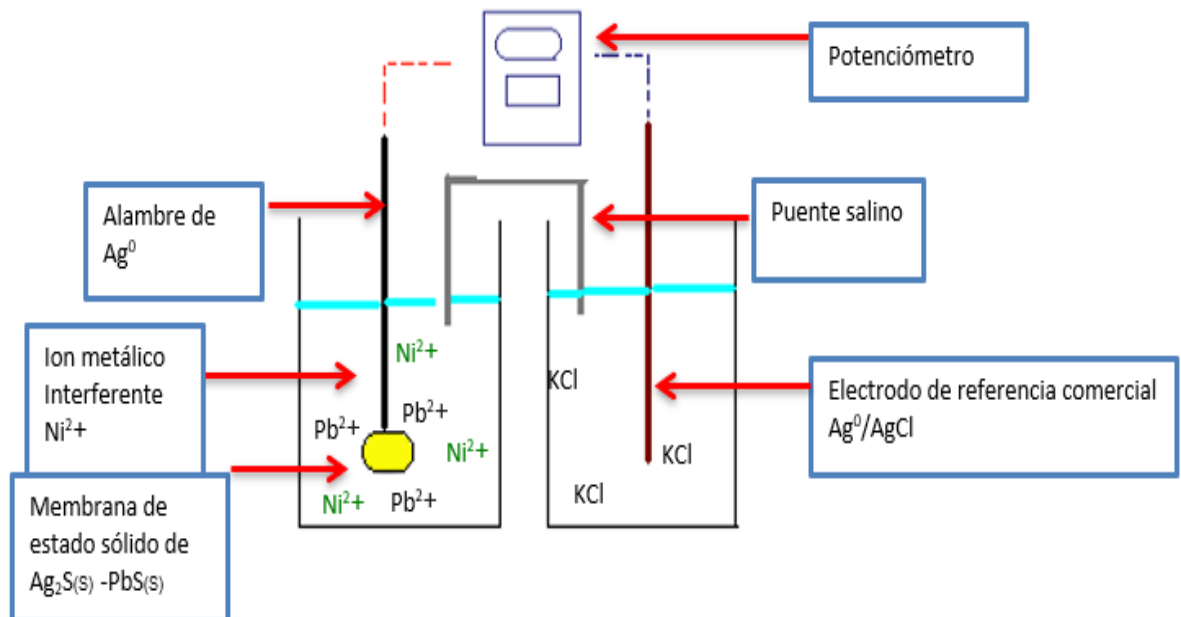 Potenciómetro
Alambre de
Ag⁰
Puente salino
Ion metálico
Interferente
Ni²+
Ni²+
KCl
Electrodo de referencia comercial
Ag⁰/AgCl
Pb²+
Pb²+
Ni²+
KCl
Membrana de
estado sólido de
Ag₂S(S) -PbS(S)
Ni²+
Pb²+
KCl